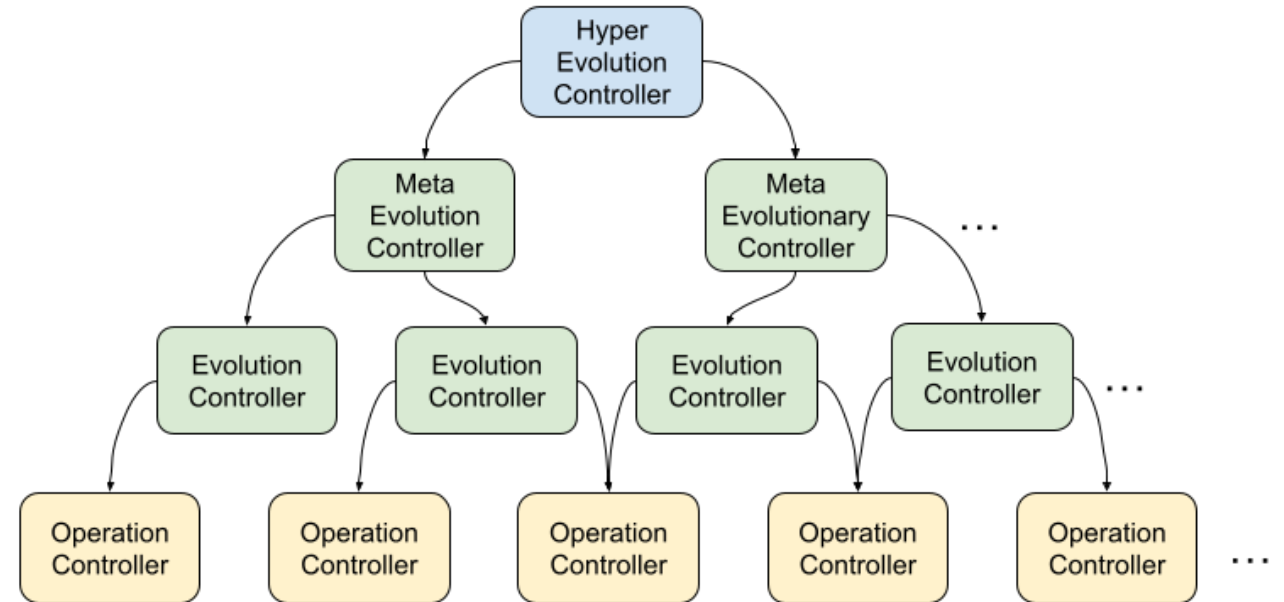 Hyper
Evolution
Controller
Meta
Evolution
Controller
Meta
Evolutionary
Controller
...
Evolution
Controller
Evolution
Controller
Evolution
Controller
Evolution
Controller
...
Operation
Controller
Operation
Controller
Operation
Controller
Operation
Controller
Operation
Controller
...